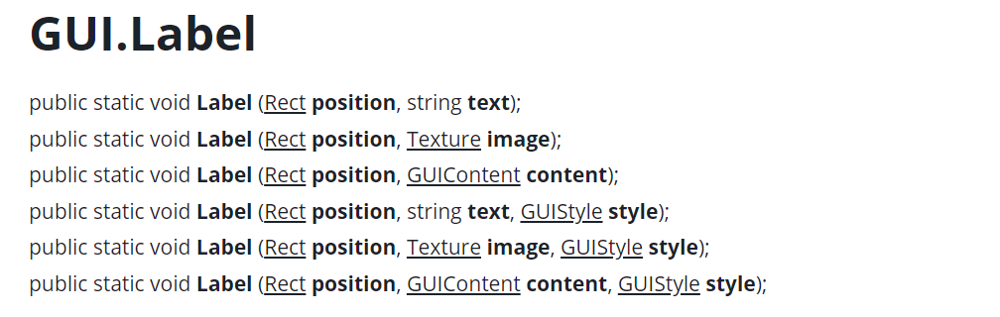 GUI.Label
public static void Label (Rect position, string text);
public static void Label (Rect position, Texture image);
public static void Label (Rect position, GUIContent content);
public static void Label (Rect position, string text, GUIStyle style);
public static void Label (Rect position, Texture image, GUIStyle style);
public static void Label (Rect position, GUIContent content, GUIStyle style);